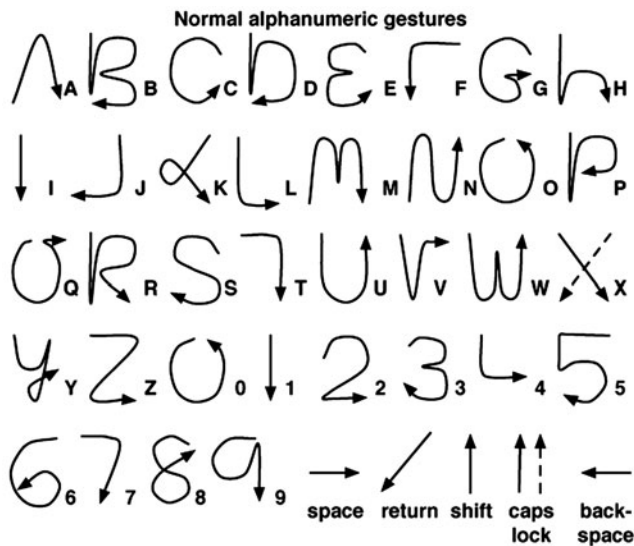 Normal alphanumeric gestures
A B C D E F G H
I J K L M N O P
Q R S T U V W X
Y Z 0 1 2 3 4 5
6 7 8 9
space return shift caps lock back-space